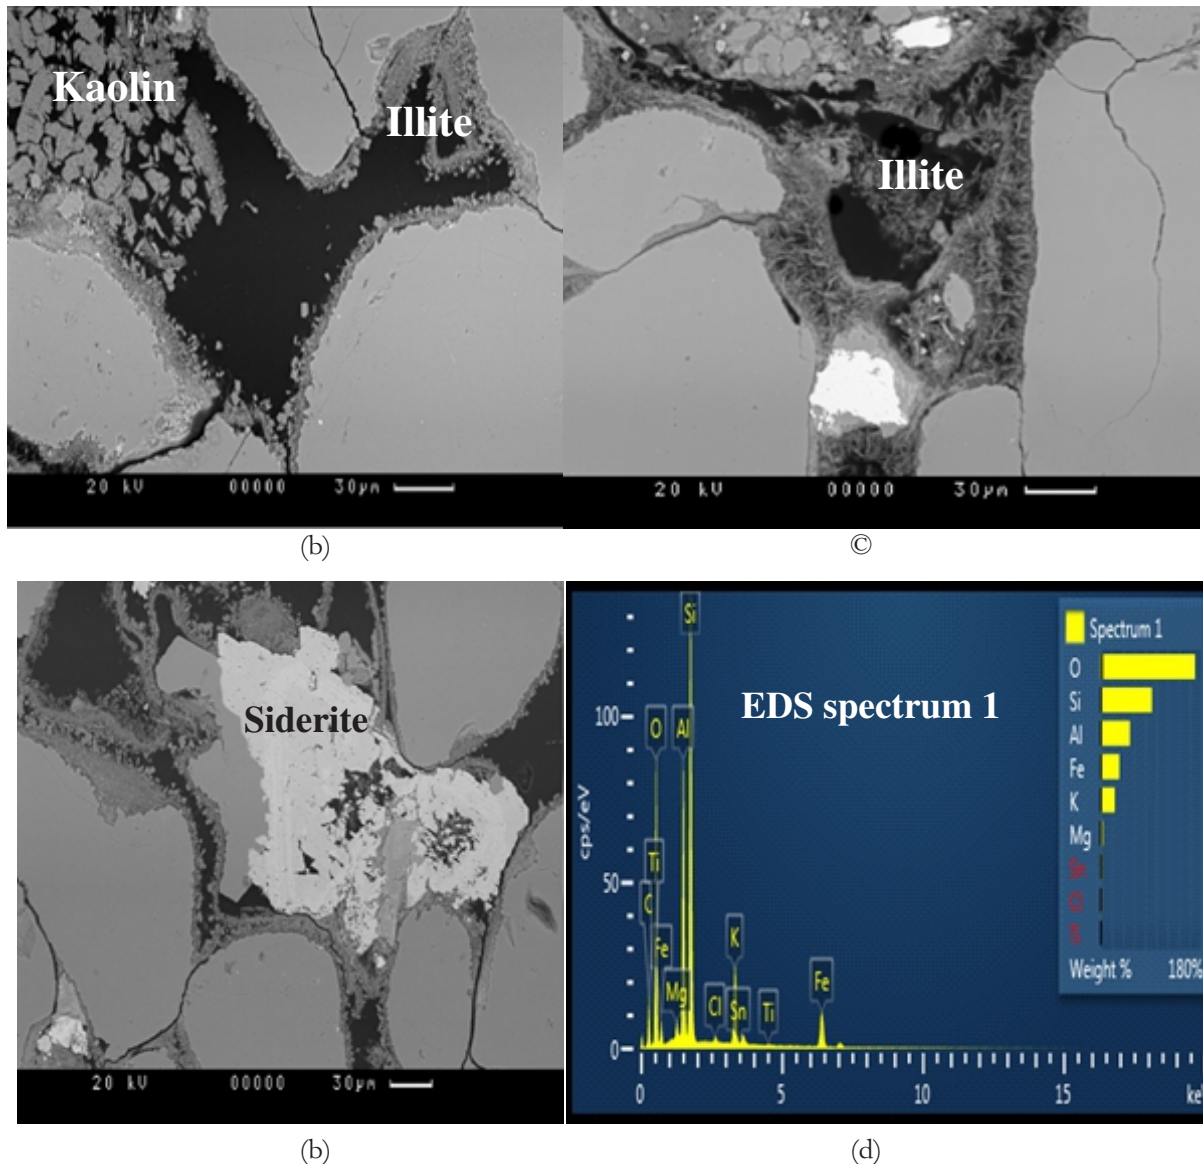 Kaolin
Illite
20 kV 00000 30µm
(b)
Illite
20 kV 00000 30µm
©
Siderite
20 kV 00000 30µm
(b)
EDS spectrum 1
Si
O
Al
Ti
C
Fe
Mg
Cl
K
Sn
Ti
Fe
cps/eV
100
50
0
0 5 10 15 ke
Spectrum 1
O
Si
Al
Fe
K
Mg
Weight % 180%
(d)